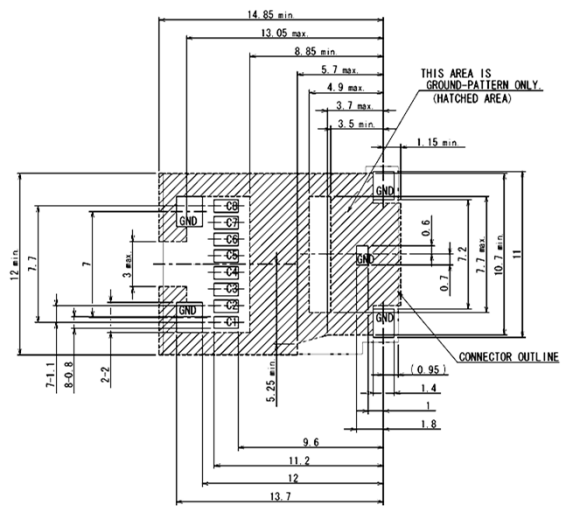 14.85 min.
13.05 max.
8.85 min.
5.7 max.
4.9 max.
3.7 max.
3.5 min.
THIS AREA IS
GROUND-PATTERN ONLY.
(HATCHED AREA)
1.15 min.
12 min.
7.7
7
3 max.
GND
C8
C7
C6
C5
C4
C3
C2
C1
GND
GND
GND
GND
0.6
0.7
7.2
7.7 max.
10.7 min.
11
7-1.1
8-0.8
2-2
5.25 min.
CONNECTOR OUTLINE
(0.95)
1.4
1
1.8
9.6
11.2
12
13.7